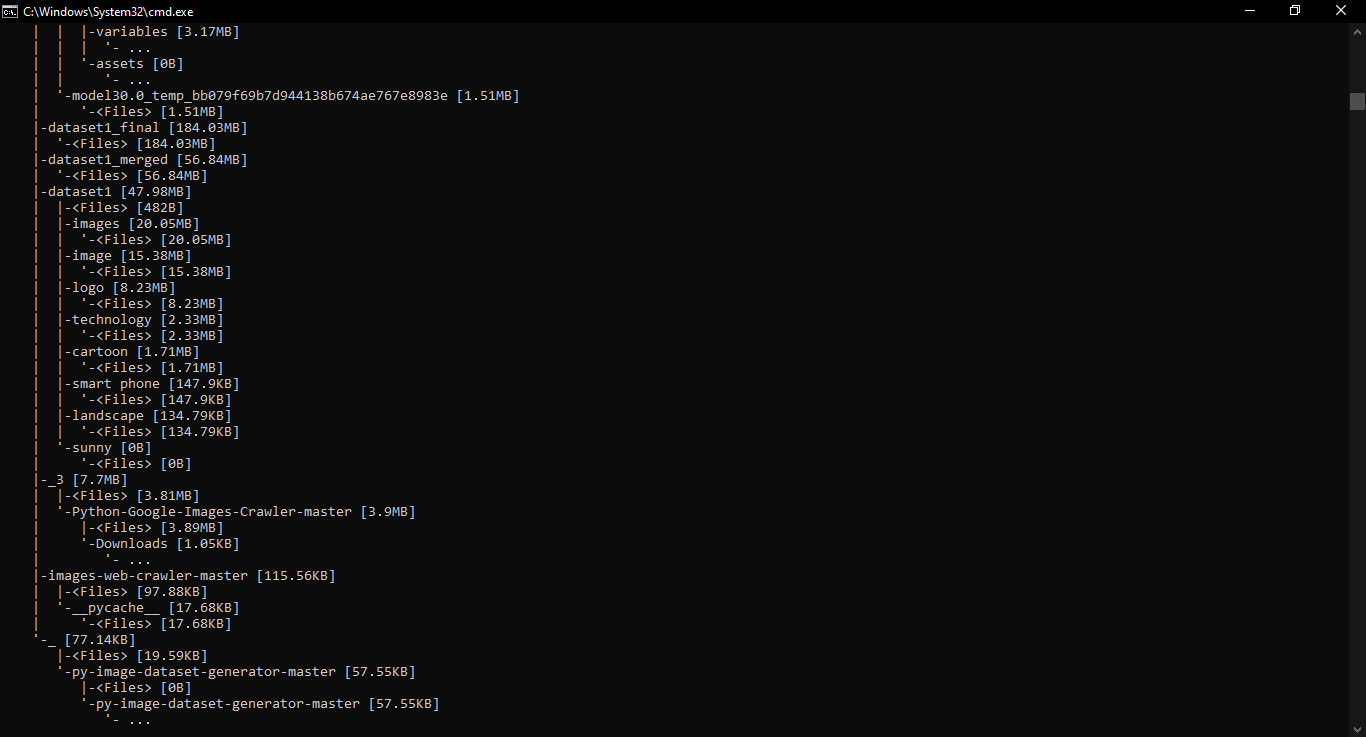 C:\Windows\System32\cmd.exe
|  |  |-variables [3.17MB]
|  |  |  '- ...
|  |  '-assets [0B]
|  |     '- ...
|  '-model30.0_temp_bb079f69b7d944138b674ae767e8983e [1.51MB]
|     '-<Files> [1.51MB]
|-dataset1_final [184.03MB]
|  '-<Files> [184.03MB]
|-dataset1_merged [56.84MB]
|  '-<Files> [56.84MB]
|-dataset1 [47.98MB]
|  |-<Files> [482B]
|  |-images [20.05MB]
|  |  '-<Files> [20.05MB]
|  |-image [15.38MB]
|  |  '-<Files> [15.38MB]
|  |-logo [8.23MB]
|  |  '-<Files> [8.23MB]
|  |-technology [2.33MB]
|  |  '-<Files> [2.33MB]
|  |-cartoon [1.71MB]
|  |  '-<Files> [1.71MB]
|  |-smart phone [147.9KB]
|  |  '-<Files> [147.9KB]
|  |-landscape [134.79KB]
|  |  '-<Files> [134.79KB]
|  '-sunny [0B]
|     '-<Files> [0B]
|-_3 [7.7MB]
|  |-<Files> [3.81MB]
|  '-Python-Google-Images-Crawler-master [3.9MB]
|     |-<Files> [3.89MB]
|     '-Downloads [1.05KB]
|        '- ...
|-images-web-crawler-master [115.56KB]
|  |-<Files> [97.88KB]
|  '-__pycache__ [17.68KB]
|     '-<Files> [17.68KB]
'-_ [77.14KB]
   |-<Files> [19.59KB]
   '-py-image-dataset-generator-master [57.55KB]
      |-<Files> [0B]
      '-py-image-dataset-generator-master [57.55KB]
         '- ...